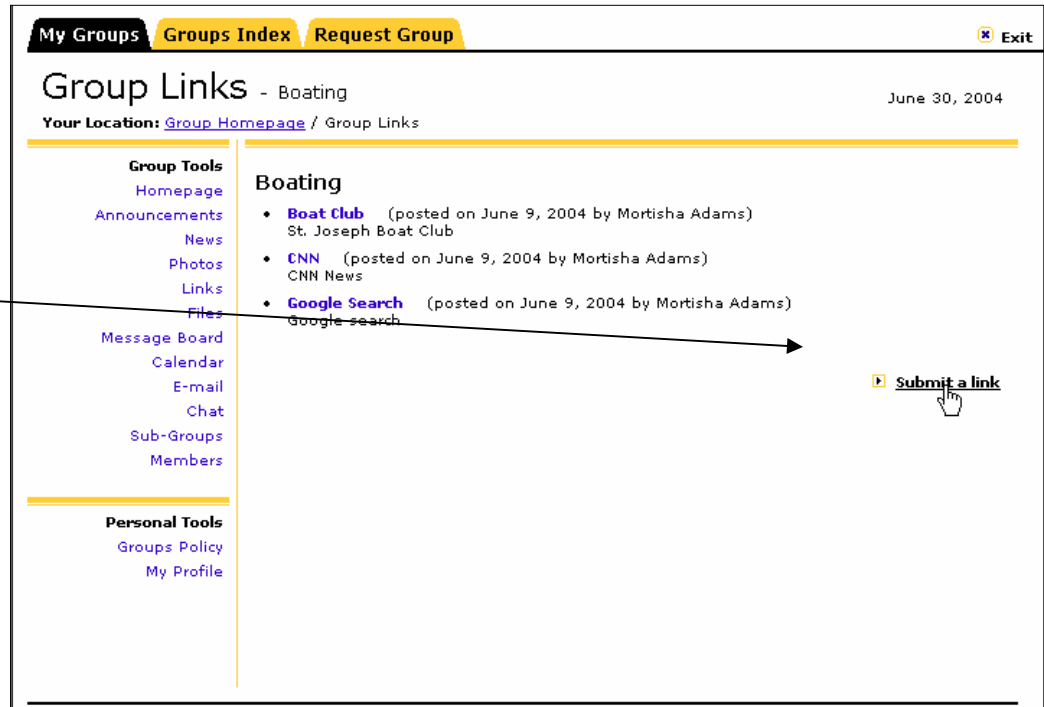 My Groups Groups Index Request Group Exit
Group Links - Boating
June 30, 2004
Your Location: Group Homepage / Group Links
Group Tools
Homepage
Announcements
News
Photos
Links
Files
Message Board
Calendar
E-mail
Chat
Sub-Groups
Members
Personal Tools
Groups Policy
My Profile
Boating
• Boat Club (posted on June 9, 2004 by Mortisha Adams)
St. Joseph Boat Club
• CNN (posted on June 9, 2004 by Mortisha Adams)
CNN News
• Google Search (posted on June 9, 2004 by Mortisha Adams)
Google search
Submit a link